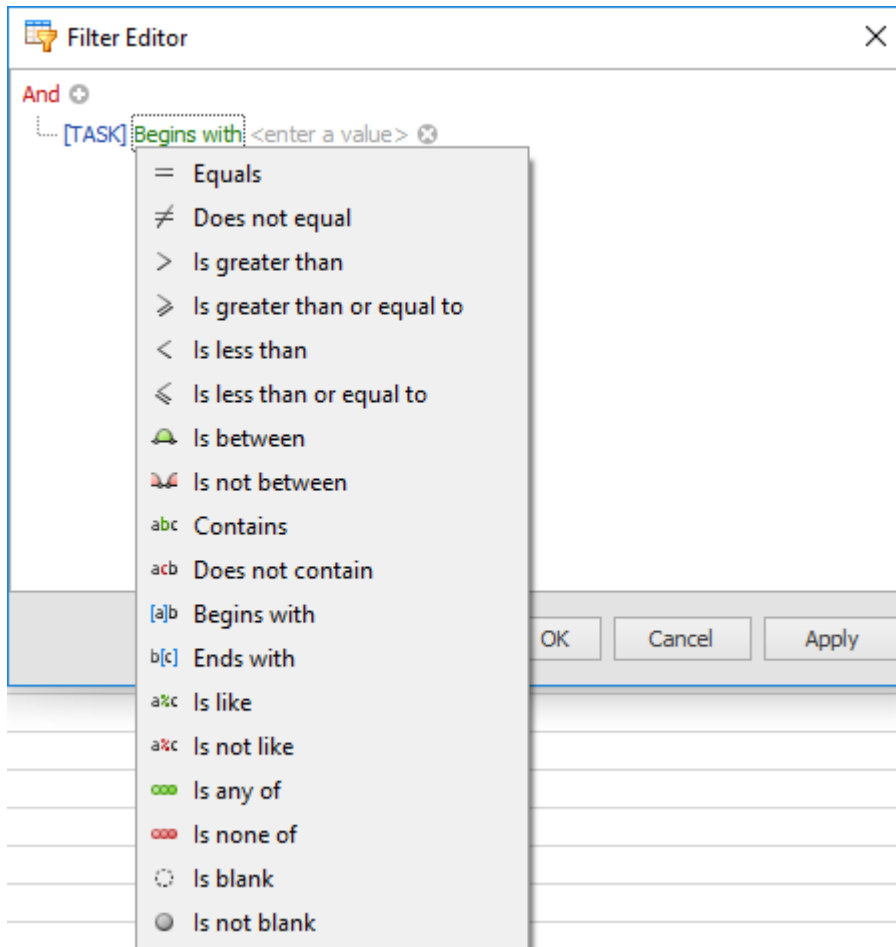 Filter Editor
And
[TASK] Begins with <enter a value>
= Equals
≠ Does not equal
> Is greater than
⩾ Is greater than or equal to
< Is less than
⩽ Is less than or equal to
Is between
Is not between
abc Contains
acb Does not contain
[a]b Begins with
b[c] Ends with
a%c Is like
a%c Is not like
Is any of
Is none of
Is blank
Is not blank
OK Cancel Apply